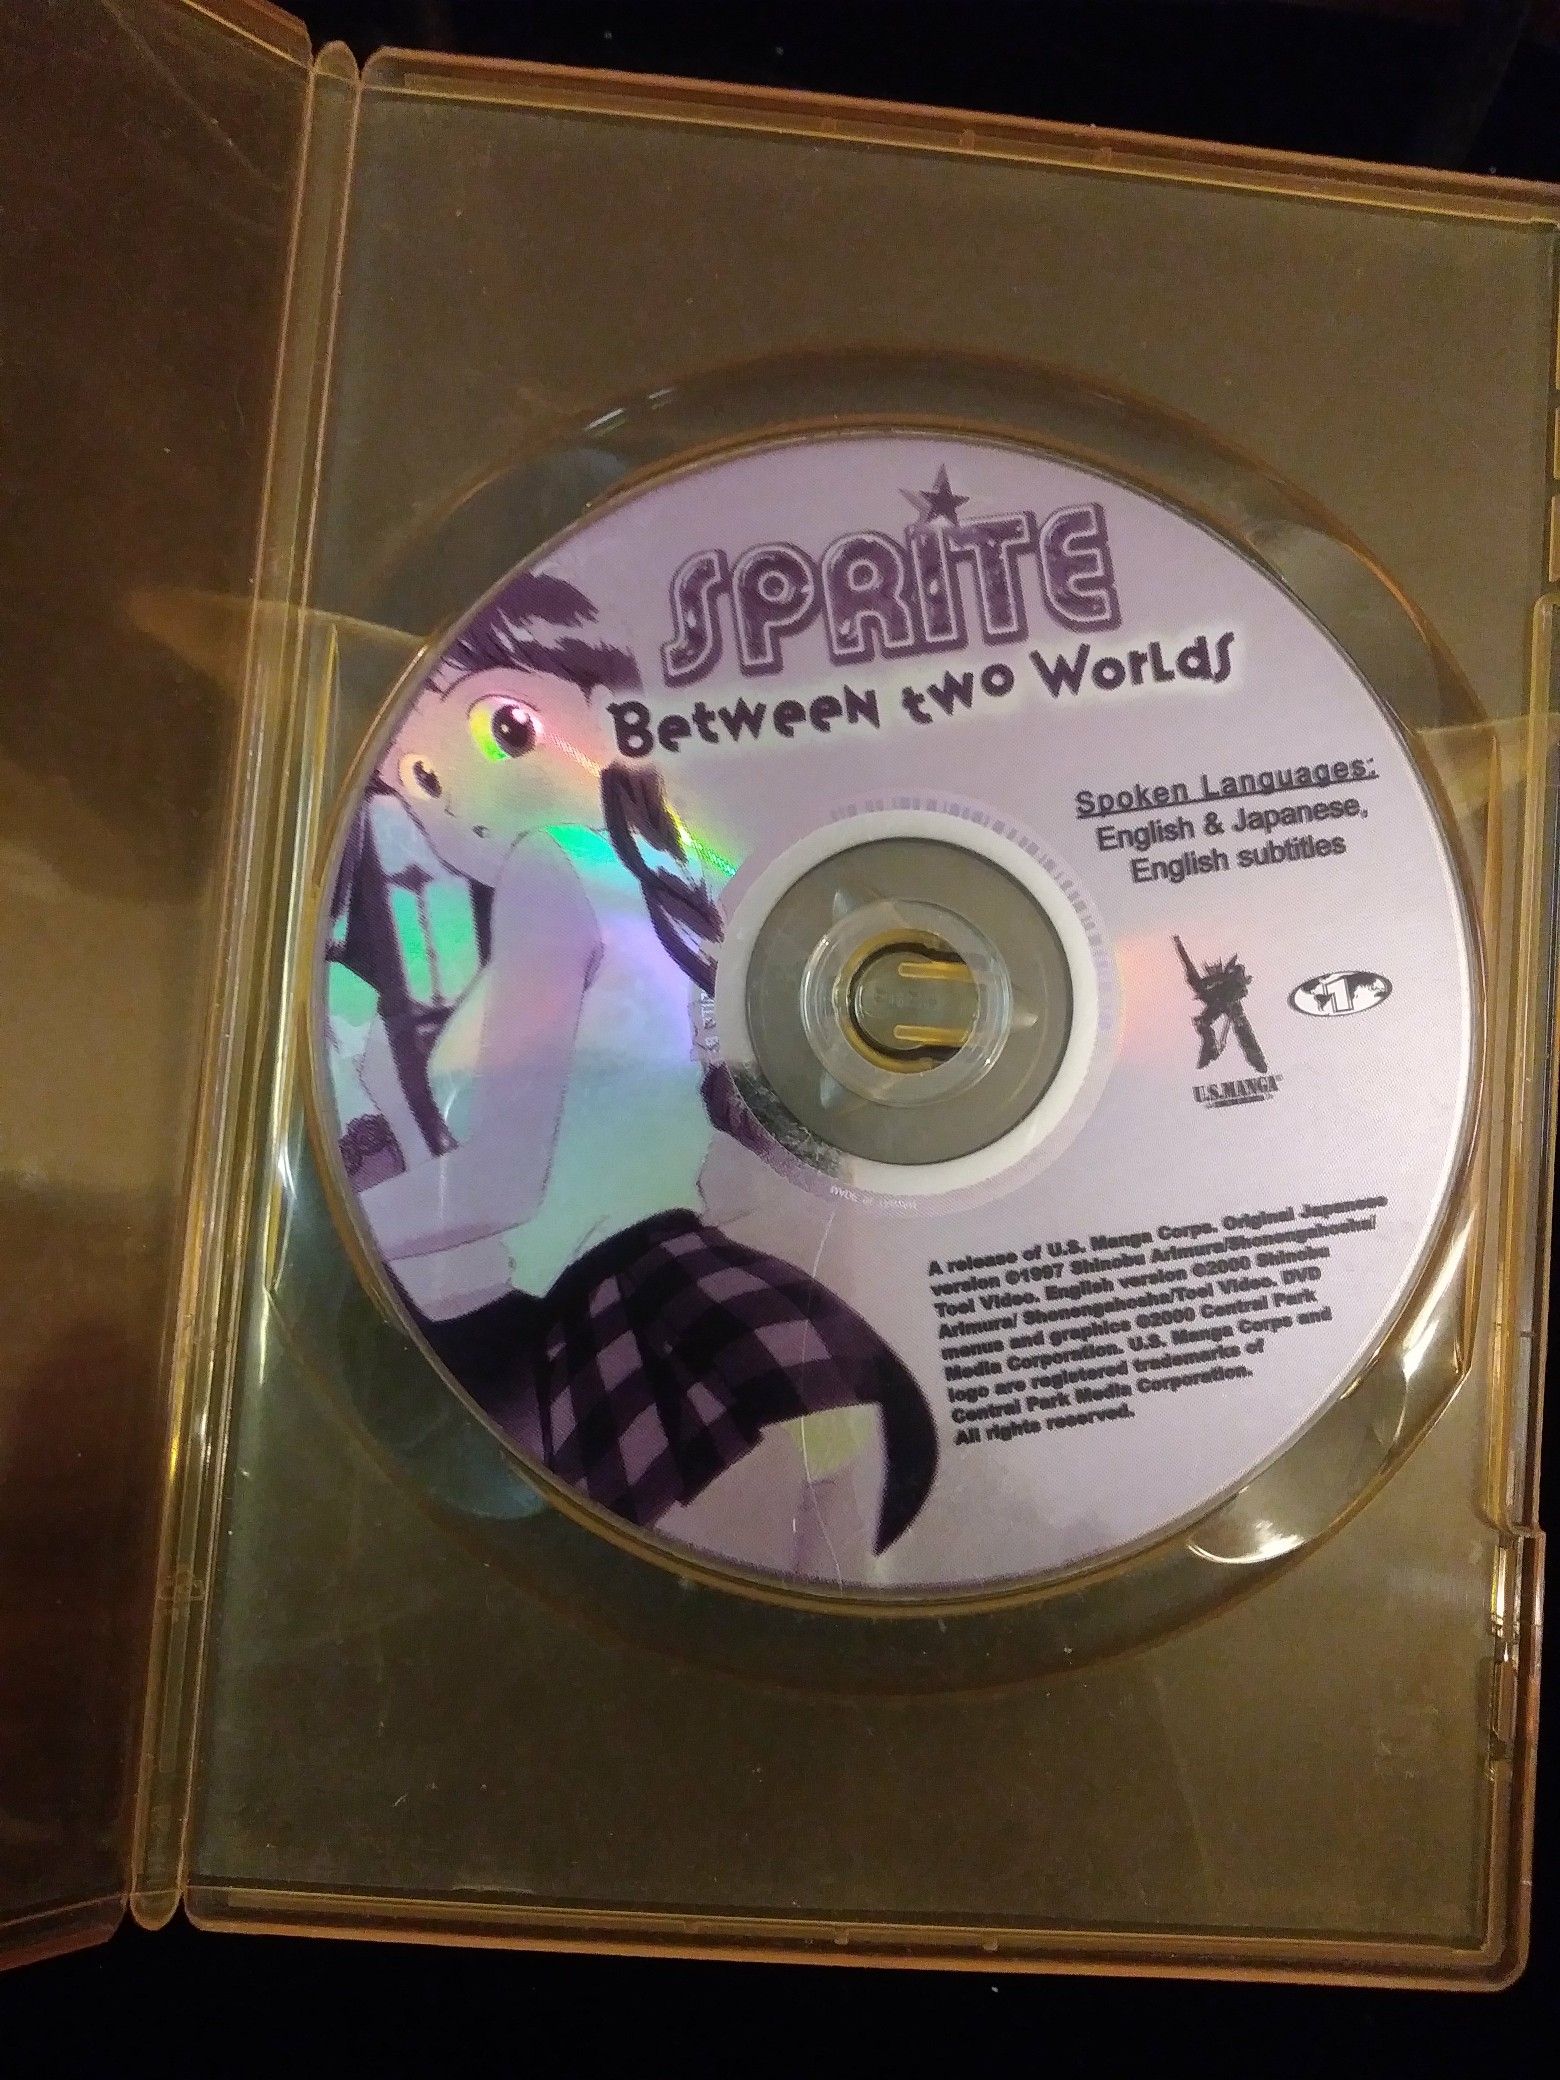 SPRITE
Between two Worlds
Spoken Languages:
English & Japanese,
English subtitles
1
U.S.MANGA
A release of U.S. Manga Corps. Original Japanese
version ©1997 Shinobu Arimura/Shonengahosha/
Tool Video. English version ©2000 Shinobu
Arimura/ Shonengahosha/Tool Video. DVD
menus and graphics ©2000 Central Park
Media Corporation. U.S. Manga Corps and
logo are registered trademarks of
Central Park Media Corporation.
All rights reserved.